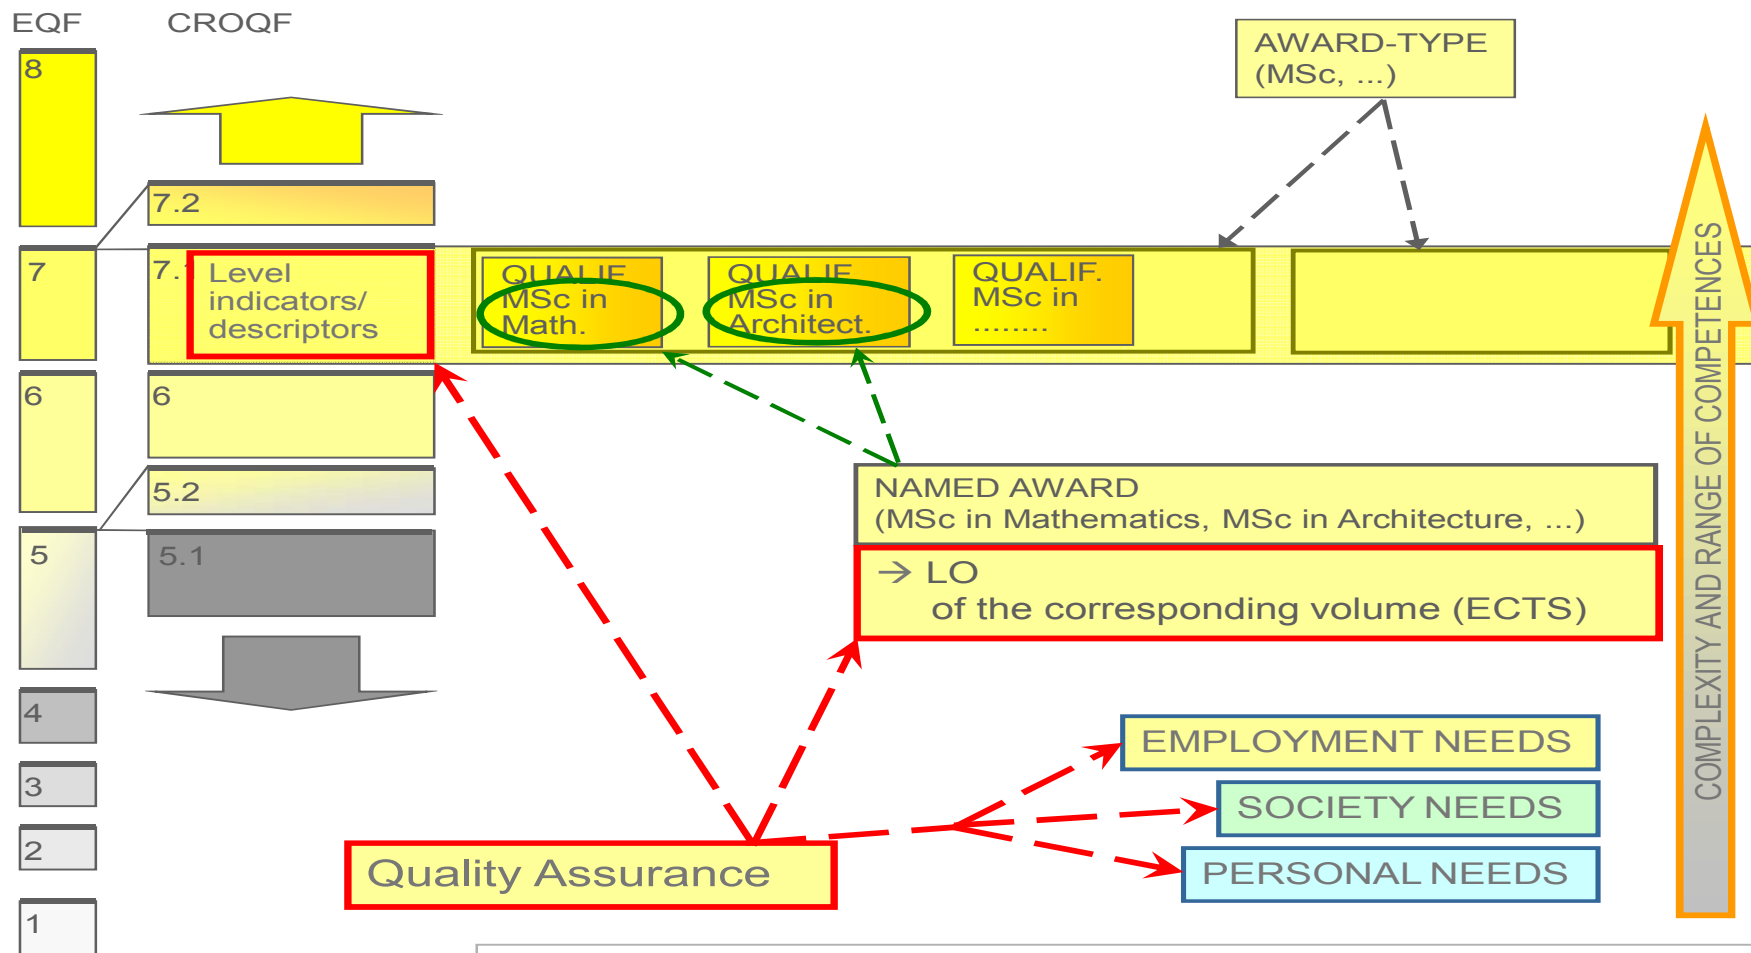 EQF
CROQF
8
7
6
5
4
3
2
1
7.2
7.1
6
5.2
5.1
Level
indicators/
descriptors
AWARD-TYPE
(MSc, ...)
QUALIF.
MSc in
Math.
QUALIF.
MSc in
Architect.
QUALIF.
MSc in
........
NAMED AWARD
(MSc in Mathematics, MSc in Architecture, ...)
→ LO
of the corresponding volume (ECTS)
EMPLOYMENT NEEDS
SOCIETY NEEDS
PERSONAL NEEDS
Quality Assurance
COMPLEXITY AND RANGE OF COMPETENCES